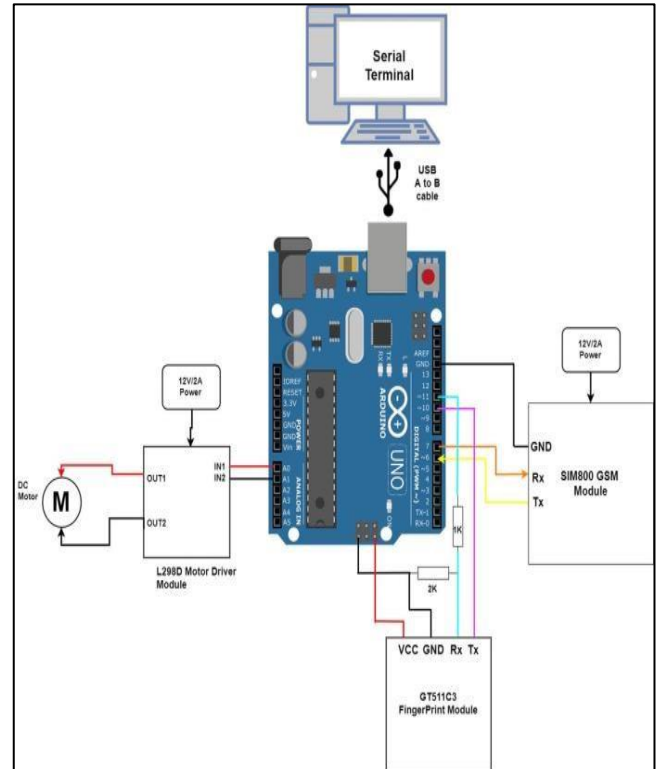 Serial
Terminal
USB
A to B
cable
12V/2A
Power
DC
Motor
M
OUT1
OUT2
IN1
IN2
L298D Motor Driver
Module
IOREF
RESET
3.3V
5V
GND
GND
Vin
POWER
A0
A1
A2
A3
A4
A5
ANALOG IN
RX
TX
L
ARDUINO
UNO
ON
AREF
GND
13
12
~11
~10
~9
8
7
~6
~5
4
~3
2
TX-1
RX-0
DIGITAL (PWM ~)
12V/2A
Power
GND
Rx
Tx
SIM800 GSM
Module
1K
2K
VCC GND Rx Tx
GT511C3
FingerPrint Module